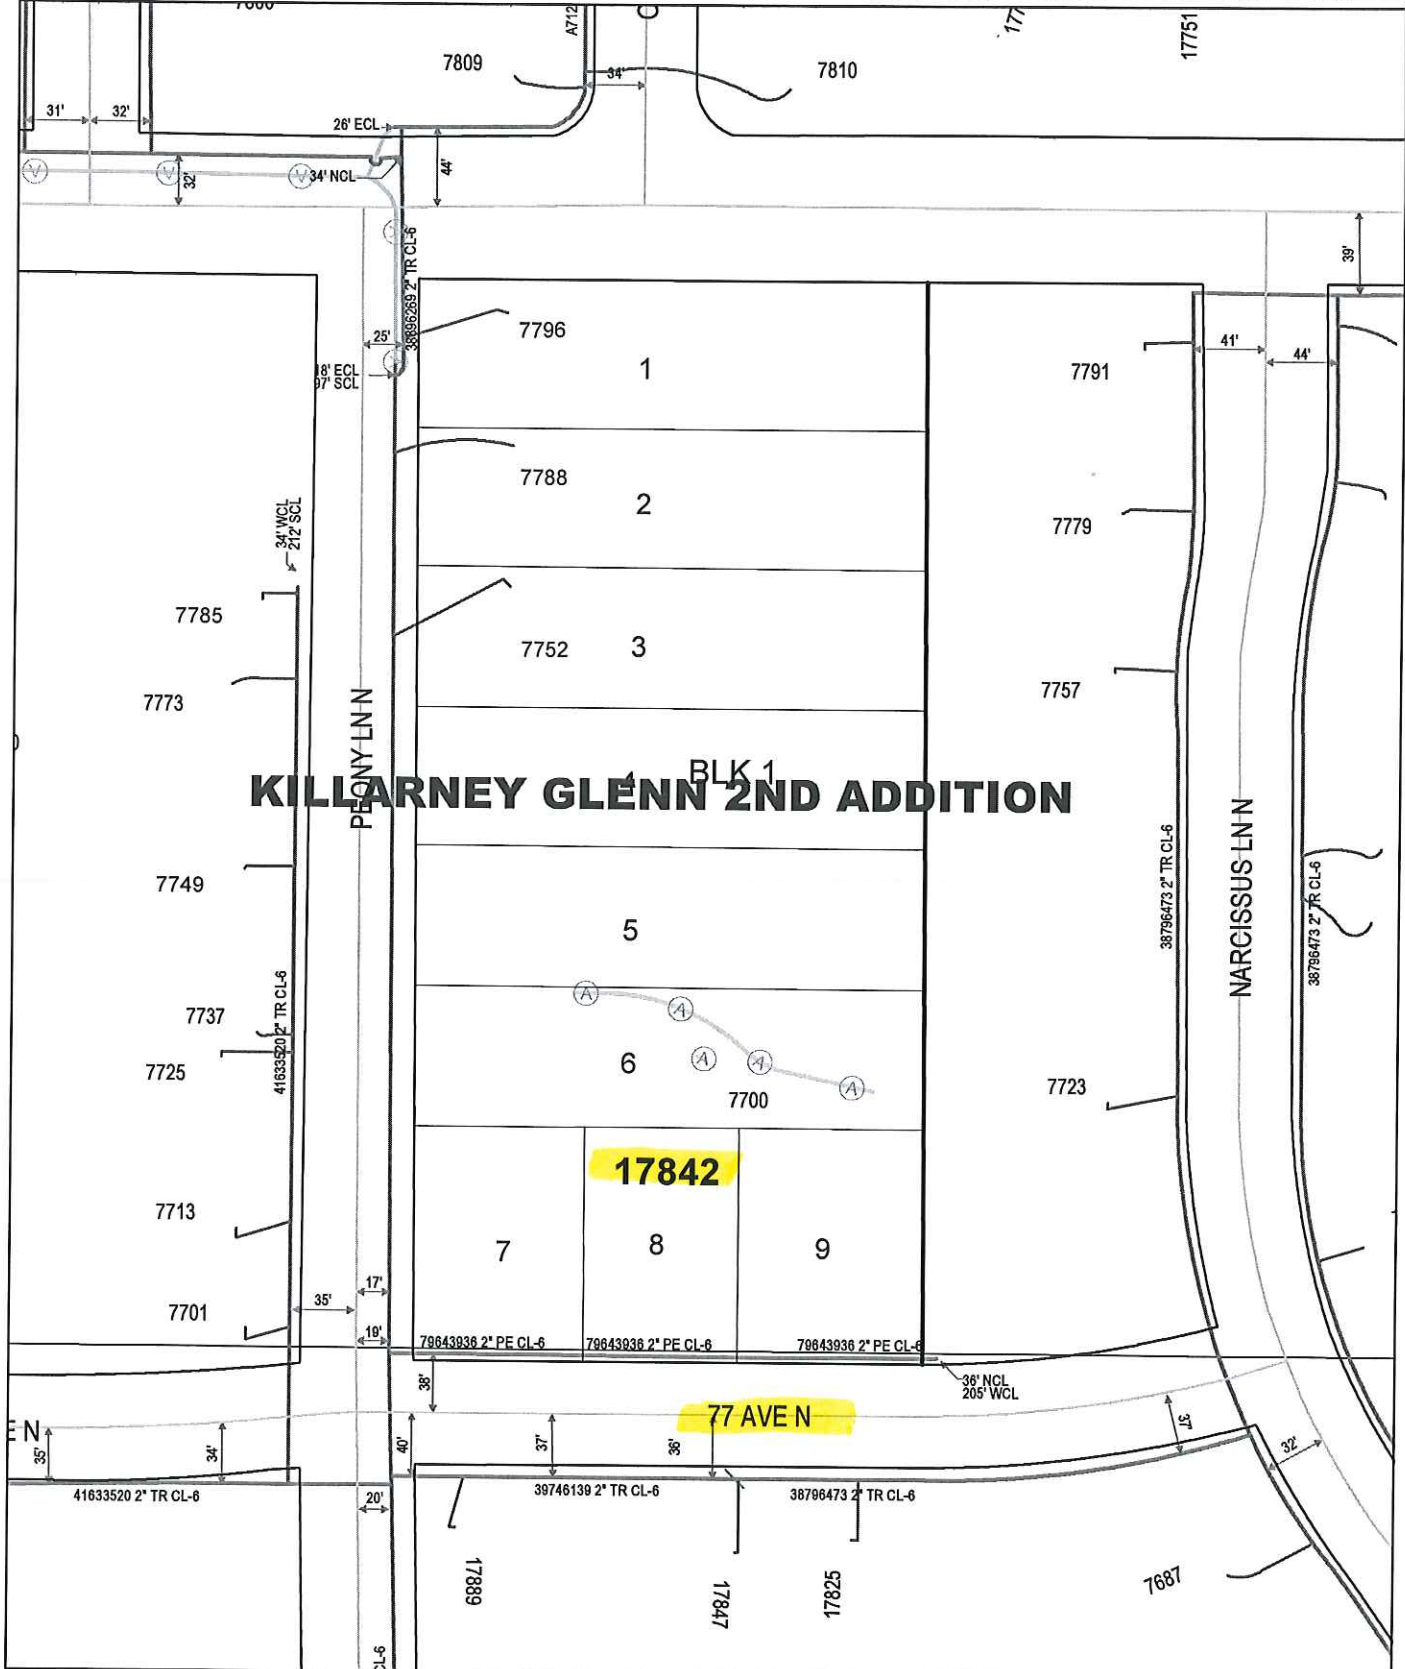 7809
A712
34'
7810
17751
31'
32'
26' ECL
44'
32'
34' NCL
39'
38896269 2" TR CL-6
25'
7796
1
41'
44'
7791
97' SCL
7788
2
7779
34' WCL
212' SCL
7785
7752
3
7757
7773
PEONY LN N
BLK 1
4
KILLARNEY GLENN 2ND ADDITION
NARCISSUS LN N
38796473 2" TR CL-6
38796473 2" TR CL-6
7749
5
41633520 2" TR CL-6
A
A
7737
6
A
A
A
7725
7700
7723
17842
7713
7
8
9
17'
35'
7701
19'
79643936 2" PE CL-6
79643936 2" PE CL-6
79643936 2" PE CL-6
38'
36' NCL
205' WCL
E N
77 AVE N
35'
34'
40'
37'
36'
37'
32'
41633520 2" TR CL-6
20'
39746139 2" TR CL-6
38796473 2" TR CL-6
17889
17847
17825
7687
CL-6